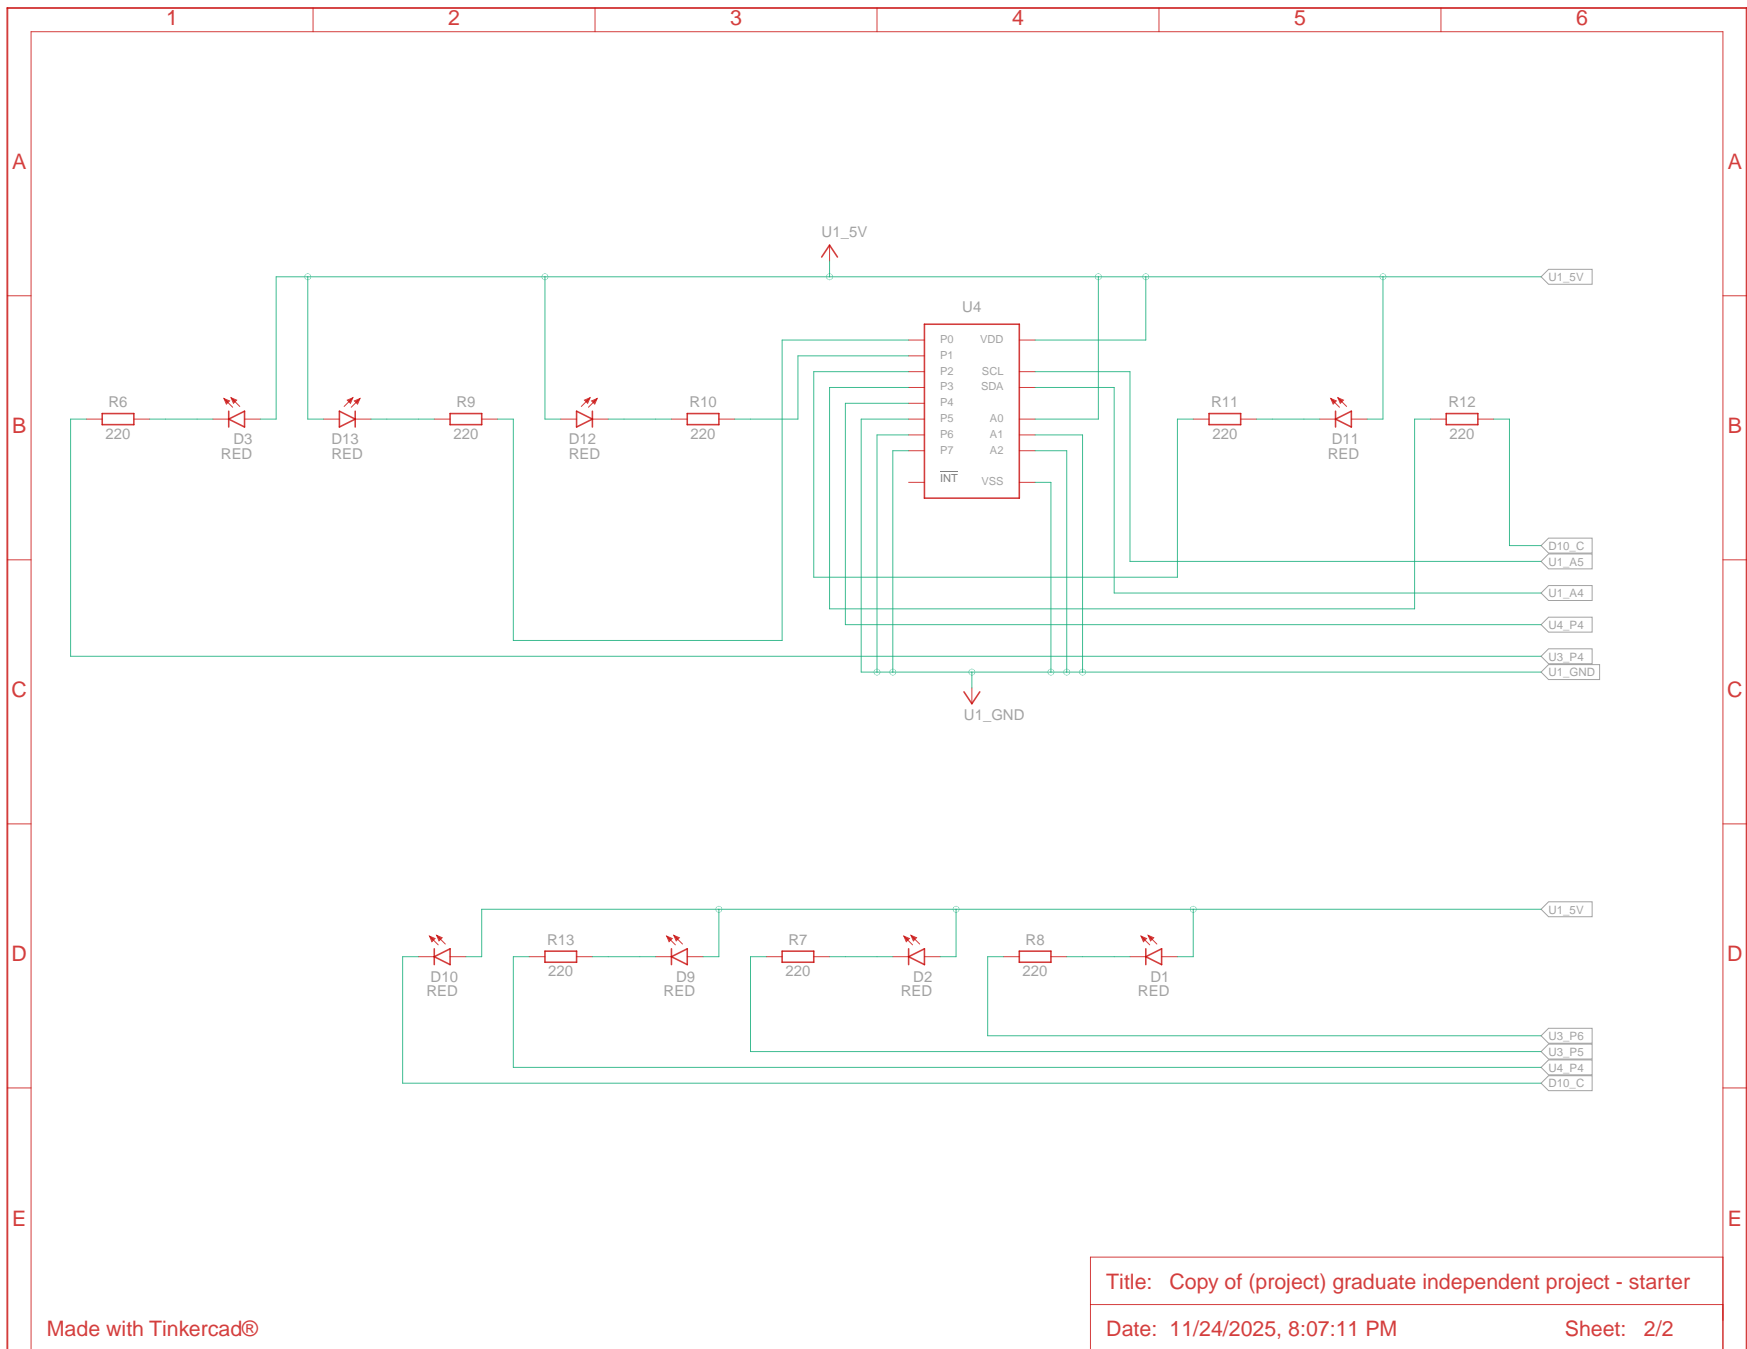 1 2 3 4 5 6
A A
U1_5V
U1_5V
U4
P0 VDD
P1
P2 SCL
P3 SDA
P4
P5 A0
P6 A1
P7 A2
INT VSS
B B
R6
220
D3
RED
D13
RED
R9
220
D12
RED
R10
220
R11
220
D11
RED
R12
220
D10_C
U1_A5
U1_A4
U4_P4
U3_P4
U1_GND
U1_GND
C C
U1_5V
D D
D10
RED
R13
220
D9
RED
R7
220
D2
RED
R8
220
D1
RED
U3_P6
U3_P5
U4_P4
D10_C
E E
Title: Copy of (project) graduate independent project - starter
Made with Tinkercad®
Date: 11/24/2025, 8:07:11 PM Sheet: 2/2